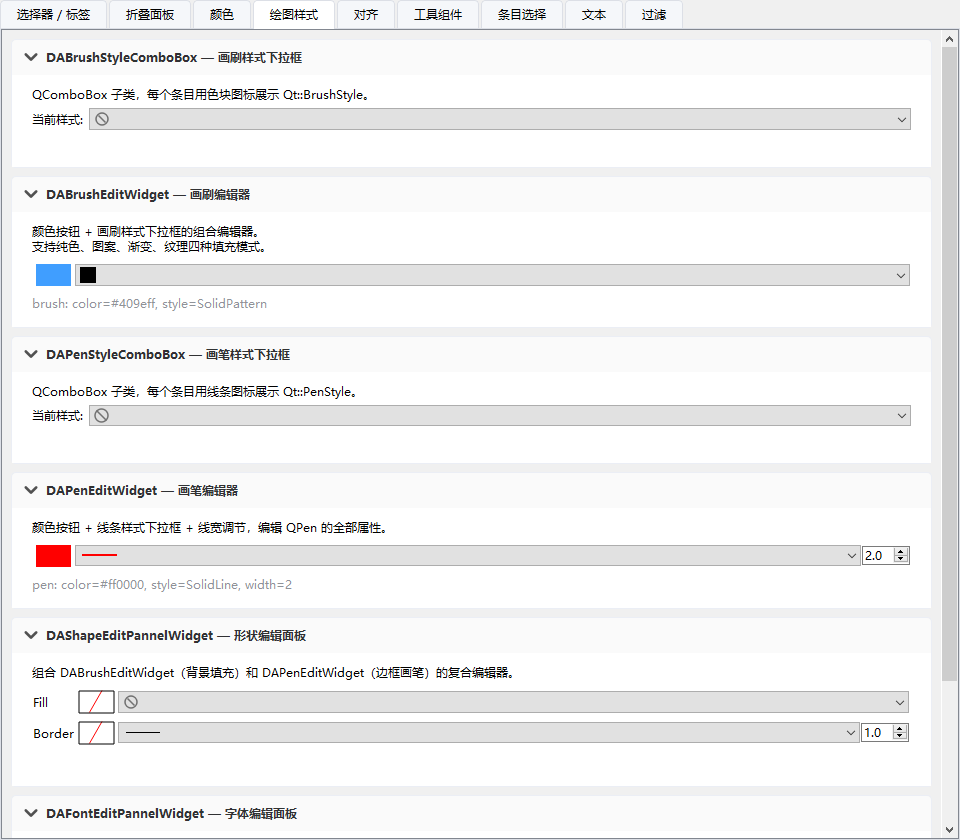 选择器 / 标签
折叠面板
颜色
绘图样式
对齐
工具组件
条目选择
文本
过滤
DABrushStyleComboBox — 画刷样式下拉框
QComboBox 子类，每个条目用色块图标展示 Qt::BrushStyle。
当前样式:
DABrushEditWidget — 画刷编辑器
颜色按钮 + 画刷样式下拉框的组合编辑器。
支持纯色、图案、渐变、纹理四种填充模式。
brush: color=#409eff, style=SolidPattern
DAPenStyleComboBox — 画笔样式下拉框
QComboBox 子类，每个条目用线条图标展示 Qt::PenStyle。
当前样式:
DAPenEditWidget — 画笔编辑器
颜色按钮 + 线条样式下拉框 + 线宽调节，编辑 QPen 的全部属性。
2.0
pen: color=#ff0000, style=SolidLine, width=2
DAShapeEditPannelWidget — 形状编辑面板
组合 DABrushEditWidget（背景填充）和 DAPenEditWidget（边框画笔）的复合编辑器。
Fill
Border
1.0
DAFontEditPannelWidget — 字体编辑面板